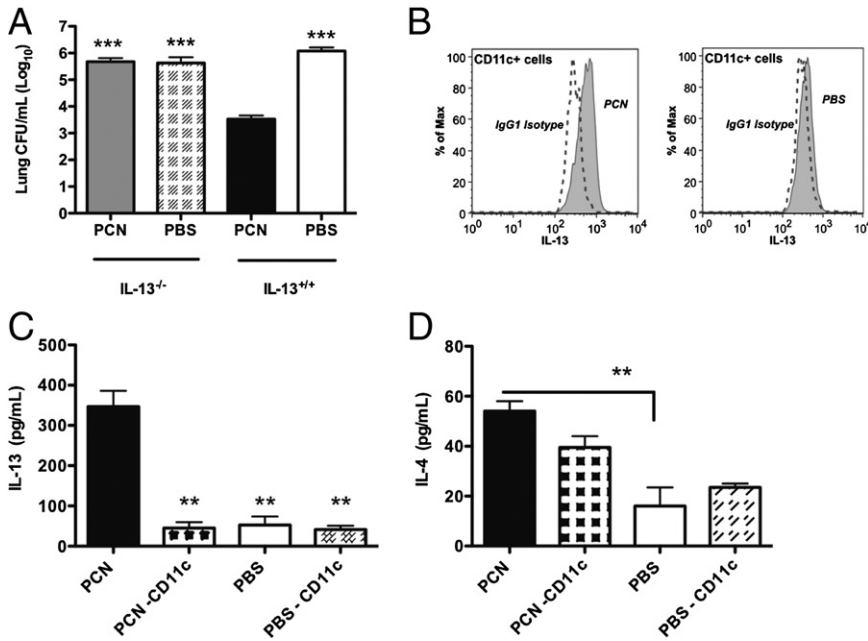 A
Lung CFU/mL (Log10)
7
6
5
4
3
2
1
0
***
***
***
PCN
PBS
PCN
PBS
IL-13-/-
IL-13+/+
B
% of Max
100
80
60
40
20
0
CD11c+ cells
IgG1 Isotype
PCN
10^0
10^1
10^2
10^3
10^4
IL-13
% of Max
100
80
60
40
20
0
CD11c+ cells
IgG1 Isotype
PBS
10^0
10^1
10^2
10^3
10^4
IL-13
C
IL-13 (pg/mL)
500
400
300
200
100
0
**
**
**
PCN
PCN -CD11c
PBS
PBS - CD11c
D
IL-4 (pg/mL)
80
60
40
20
0
**
PCN
PCN -CD11c
PBS
PBS - CD11c